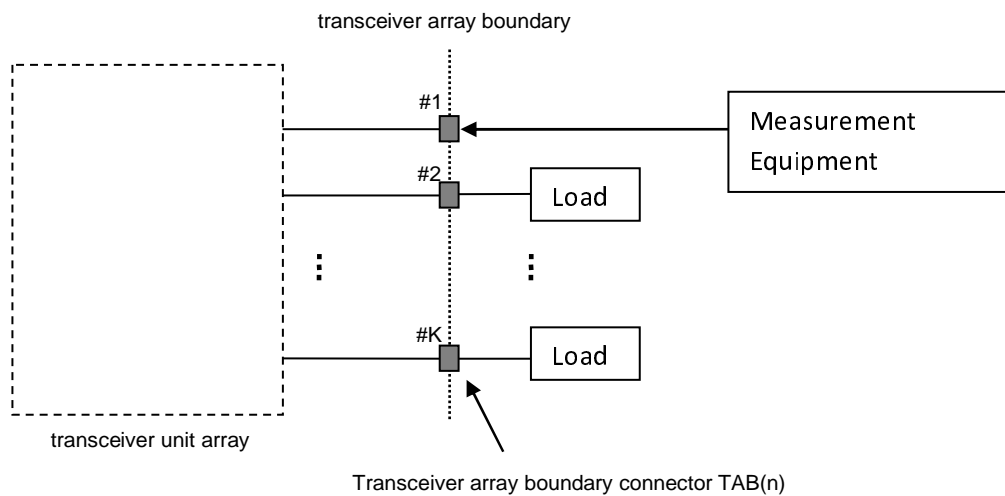 transceiver array boundary
#1
Measurement
Equipment
#2
Load
#K
Load
transceiver unit array
Transceiver array boundary connector TAB(n)